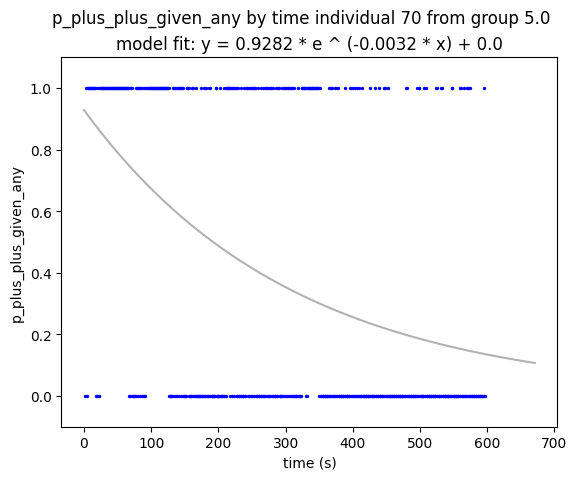 p_plus_plus_given_any by time individual 70 from group 5.0
model fit: y = 0.9282 * e ^ (-0.0032 * x) + 0.0
1.0
0.8
0.6
0.4
0.2
0.0
p_plus_plus_given_any
0 100 200 300 400 500 600 700
time (s)